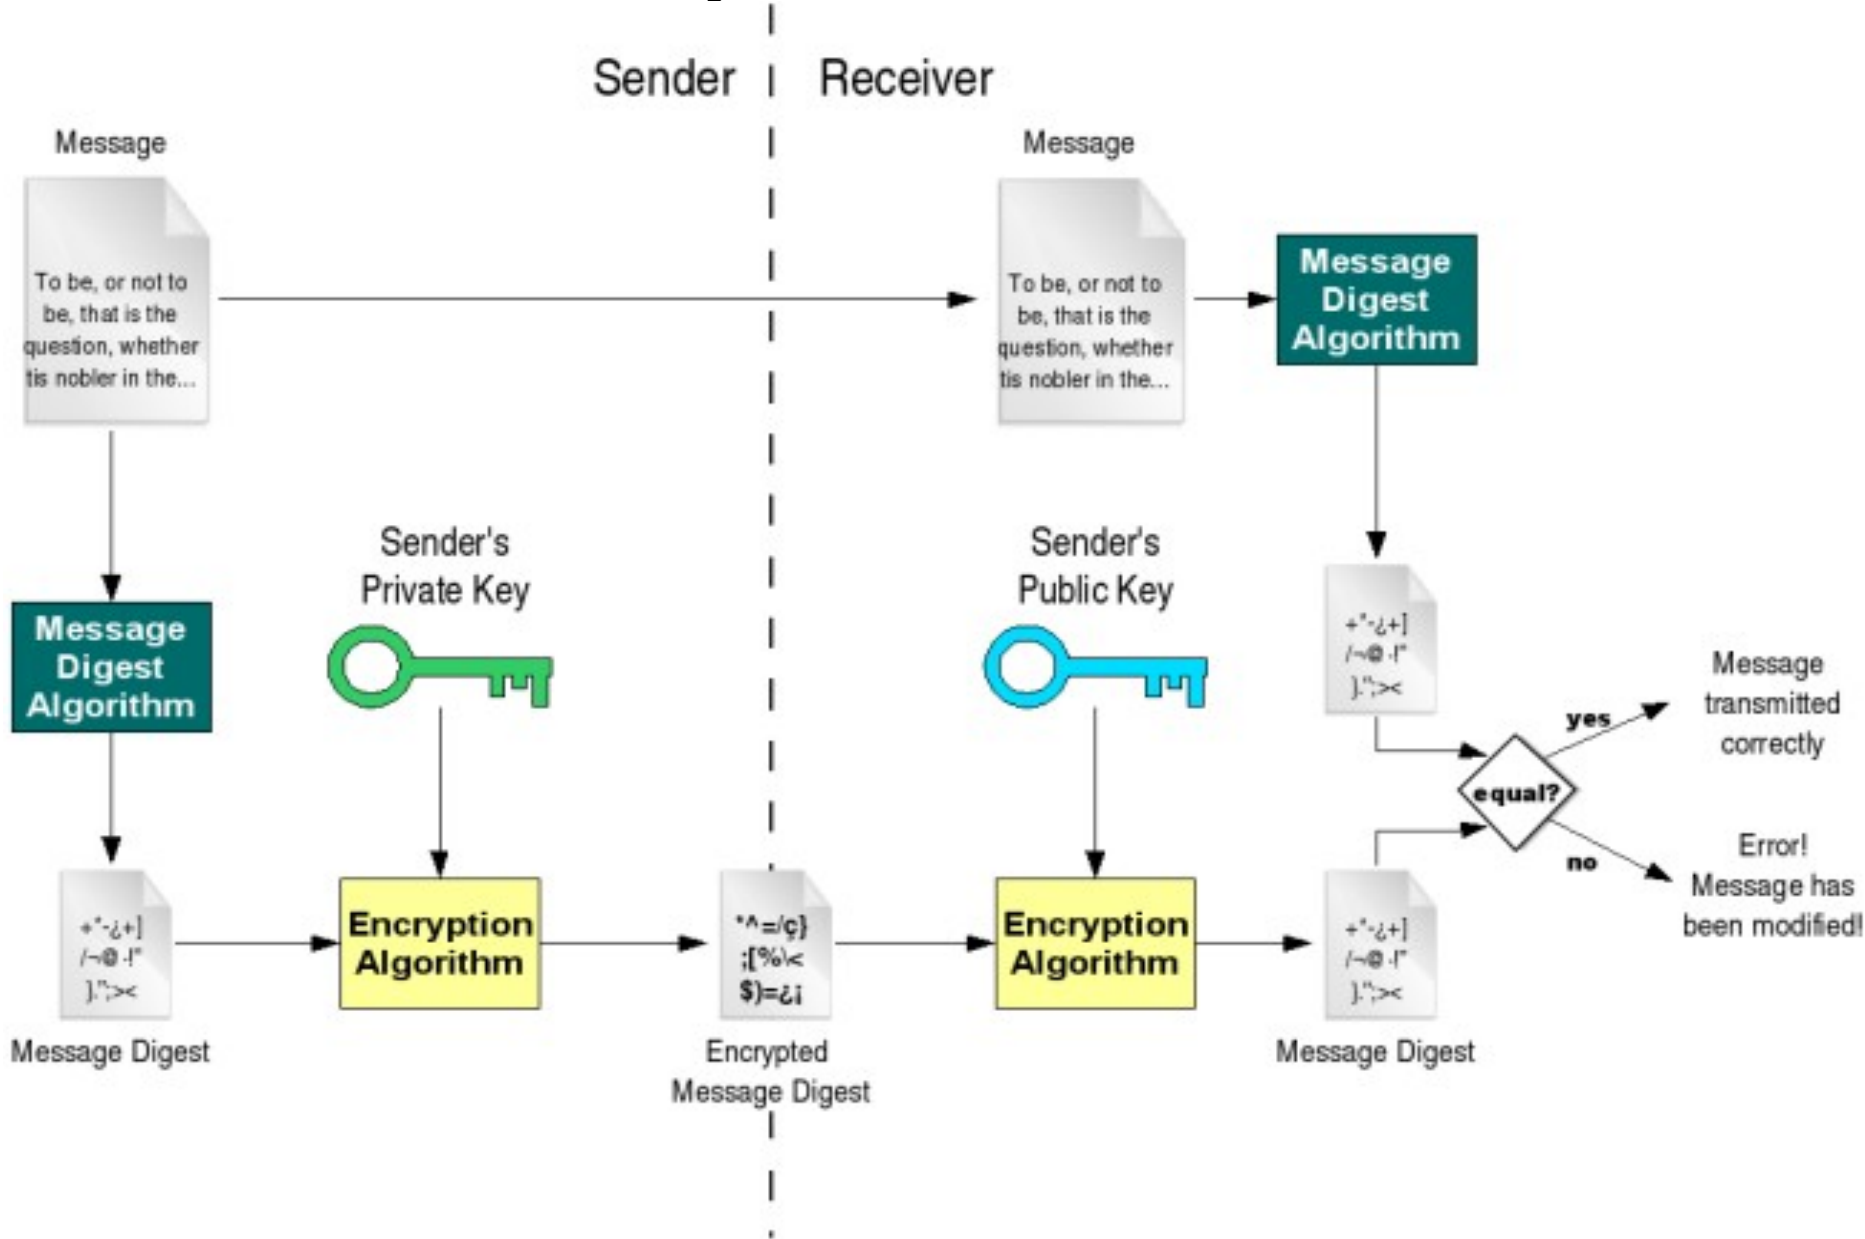 Sender
Receiver
Message
To be, or not to
be, that is the
question, whether
tis nobler in the...
Message
To be, or not to
be, that is the
question, whether
tis nobler in the...
Message
Digest
Algorithm
Message
Digest
Algorithm
Sender's
Private Key
Sender's
Public Key
+*-¿+]
/¬@ -!"
}.";><
yes
Message
transmitted
correctly
equal?
no
Error!
Message has
been modified!
+*-¿+]
/¬@ -!"
}.";><
Message Digest
Encryption
Algorithm
*^=/ç}
;[%\<
$)=¿¡
Encrypted
Message Digest
Encryption
Algorithm
+*-¿+]
/¬@ -!"
}.";><
Message Digest